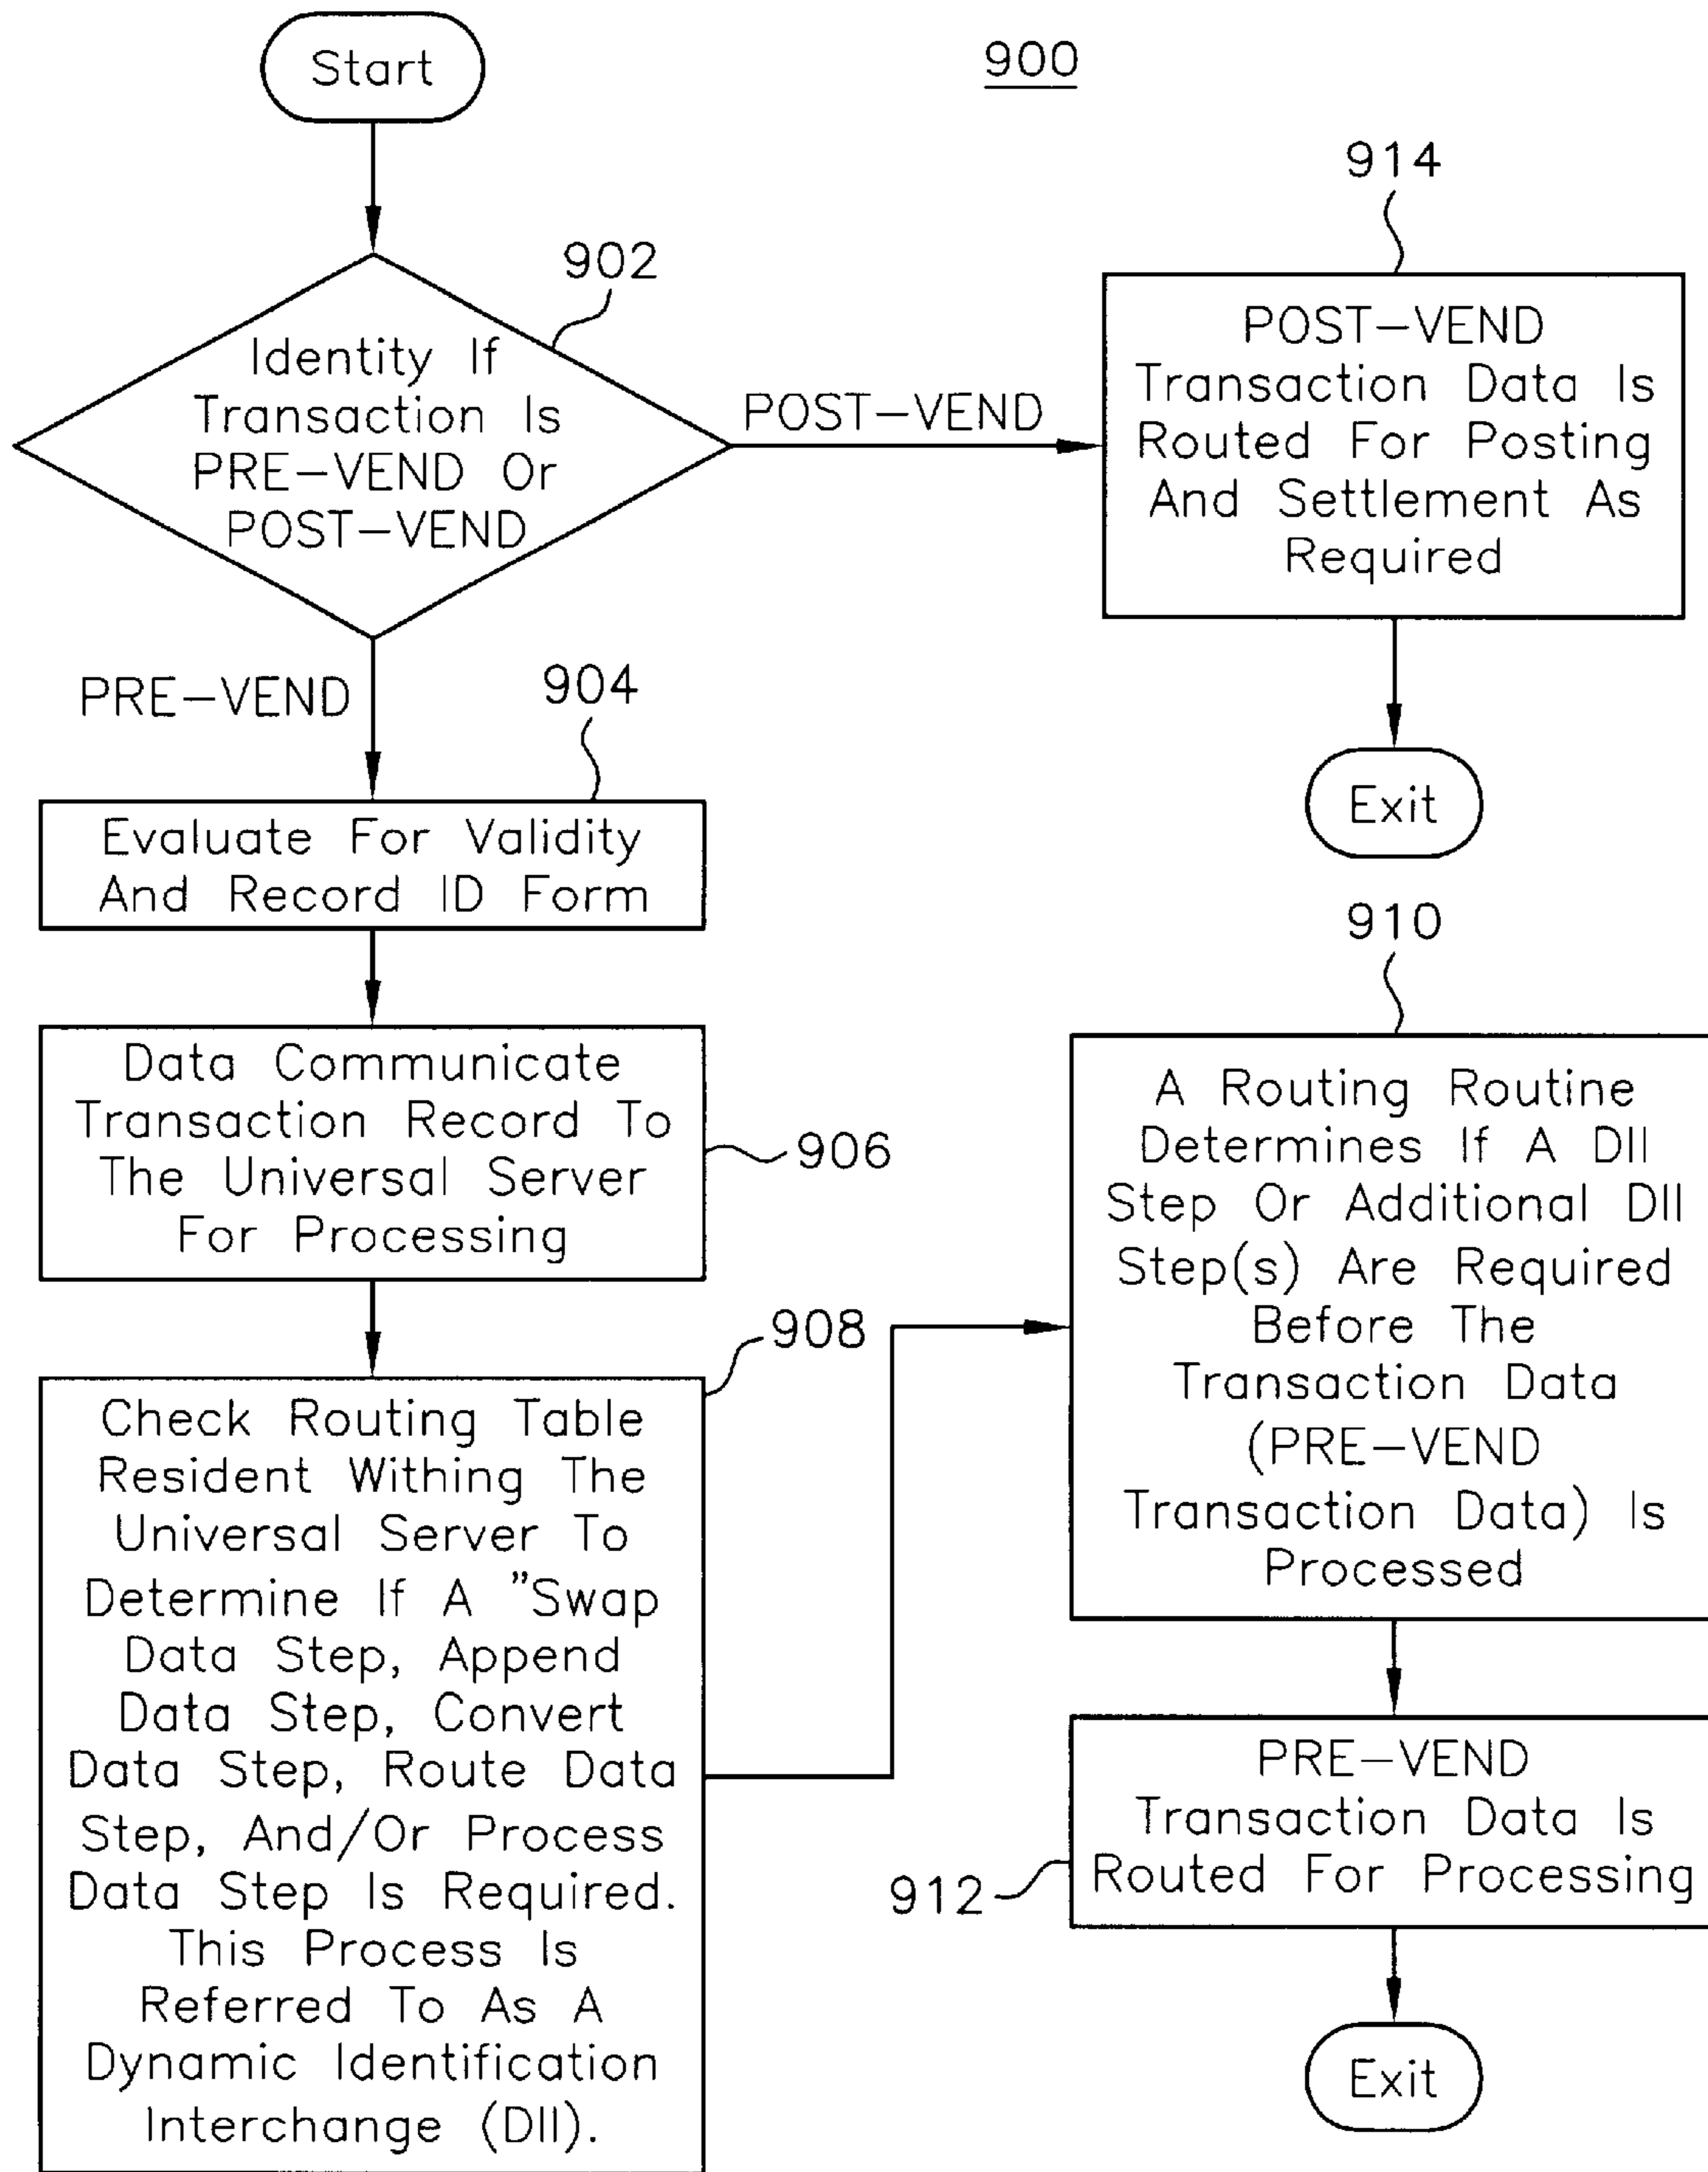 Start
900
902
Identity If
Transaction Is
PRE-VEND Or
POST-VEND
POST-VEND
914
POST-VEND
Transaction Data Is
Routed For Posting
And Settlement As
Required
Exit
PRE-VEND
904
Evaluate For Validity
And Record ID Form
Data Communicate
Transaction Record To
The Universal Server
For Processing
906
908
Check Routing Table
Resident Withing The
Universal Server To
Determine If A "Swap
Data Step, Append
Data Step, Convert
Data Step, Route Data
Step, And/Or Process
Data Step Is Required.
This Process Is
Referred To As A
Dynamic Identification
Interchange (DII).
910
A Routing Routine
Determines If A DII
Step Or Additional DII
Step(s) Are Required
Before The
Transaction Data
(PRE-VEND
Transaction Data) Is
Processed
912
PRE-VEND
Transaction Data Is
Routed For Processing
Exit